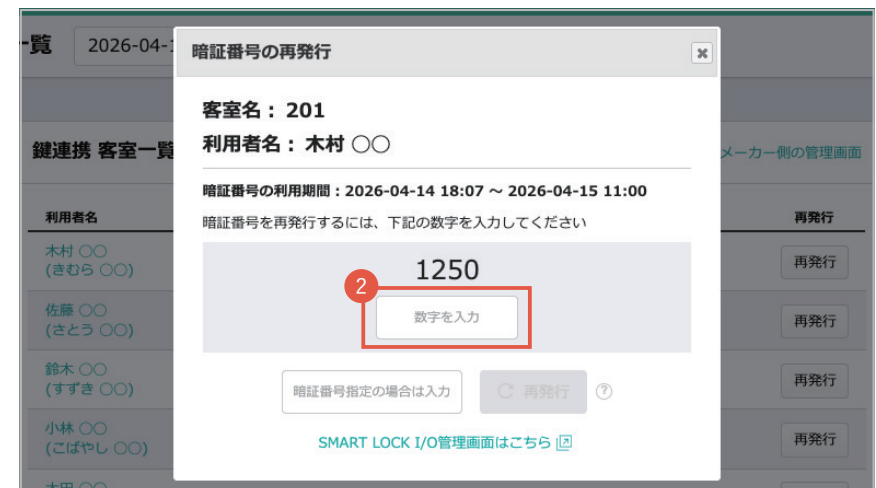 一覧 2026-04-1
鍵連携 客室一覧
メーカー側の管理画面
利用者名
再発行
木村 〇〇
(きむら 〇〇)
再発行
佐藤 〇〇
(さとう 〇〇)
再発行
鈴木 〇〇
(すずき 〇〇)
再発行
小林 〇〇
(こばやし 〇〇)
再発行
太田 〇〇
暗証番号の再発行
客室名：201
利用者名：木村 〇〇
暗証番号の利用期間：2026-04-14 18:07 ～ 2026-04-15 11:00
暗証番号を再発行するには、下記の数字を入力してください
1250
2
数字を入力
暗証番号指定の場合は入力 再発行 ?
SMART LOCK I/O管理画面はこちら